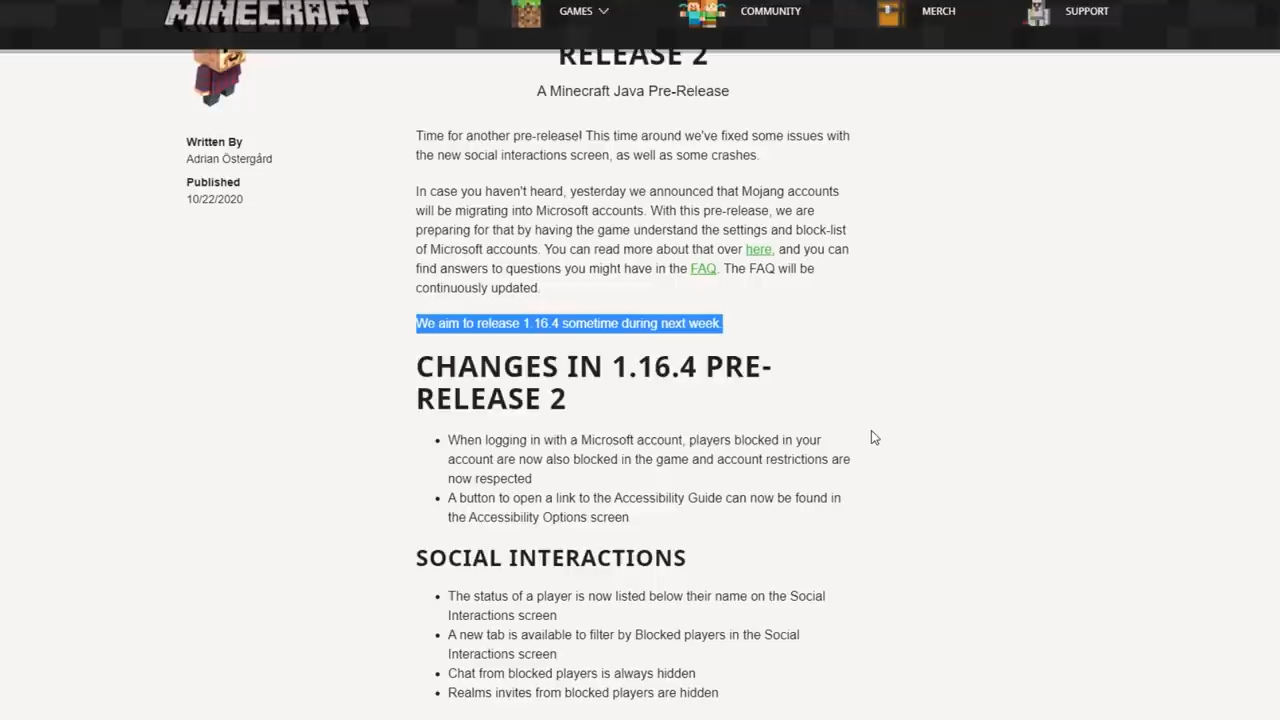 MINECRAFT
GAMES
COMMUNITY
MERCH
SUPPORT
RELEASE 2
A Minecraft Java Pre-Release
Written By
Adrian Östergård
Published
10/22/2020
Time for another pre-release! This time around we've fixed some issues with
the new social interactions screen, as well as some crashes.
In case you haven't heard, yesterday we announced that Mojang accounts
will be migrating into Microsoft accounts. With this pre-release, we are
preparing for that by having the game understand the settings and block-list
of Microsoft accounts. You can read more about that over here, and you can
find answers to questions you might have in the FAQ. The FAQ will be
continuously updated.
We aim to release 1.16.4 sometime during next week.
CHANGES IN 1.16.4 PRE-
RELEASE 2
• When logging in with a Microsoft account, players blocked in your
account are now also blocked in the game and account restrictions are
now respected
• A button to open a link to the Accessibility Guide can now be found in
the Accessibility Options screen
SOCIAL INTERACTIONS
• The status of a player is now listed below their name on the Social
Interactions screen
• A new tab is available to filter by Blocked players in the Social
Interactions screen
• Chat from blocked players is always hidden
• Realms invites from blocked players are hidden